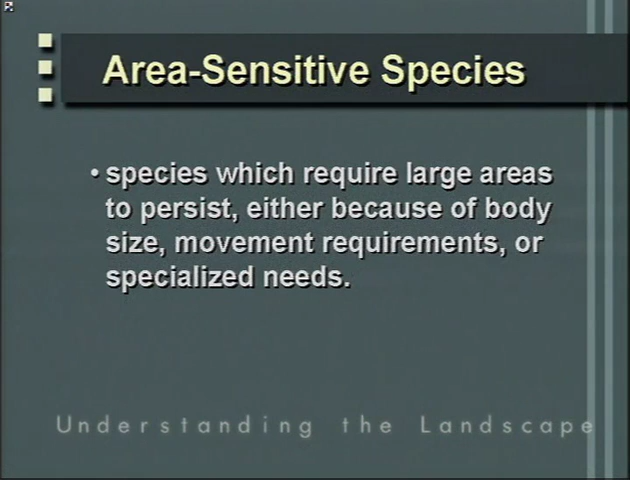 Area-Sensitive Species
• species which require large areas
to persist, either because of body
size, movement requirements, or
specialized needs.
Understanding the Landscape